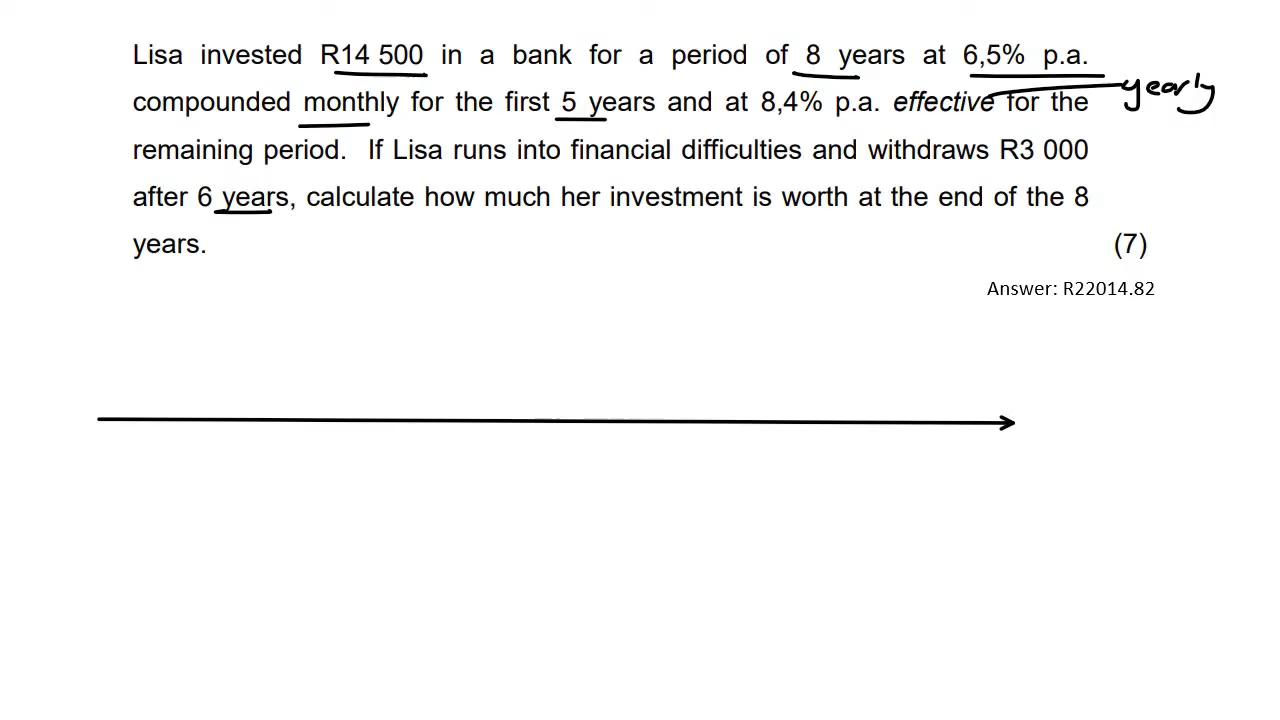 Lisa invested R14 500 in a bank for a period of 8 years at 6,5% p.a.
compounded monthly for the first 5 years and at 8,4% p.a. effective for the
yearly
remaining period. If Lisa runs into financial difficulties and withdraws R3 000
after 6 years, calculate how much her investment is worth at the end of the 8
years. (7)
Answer: R22014.82